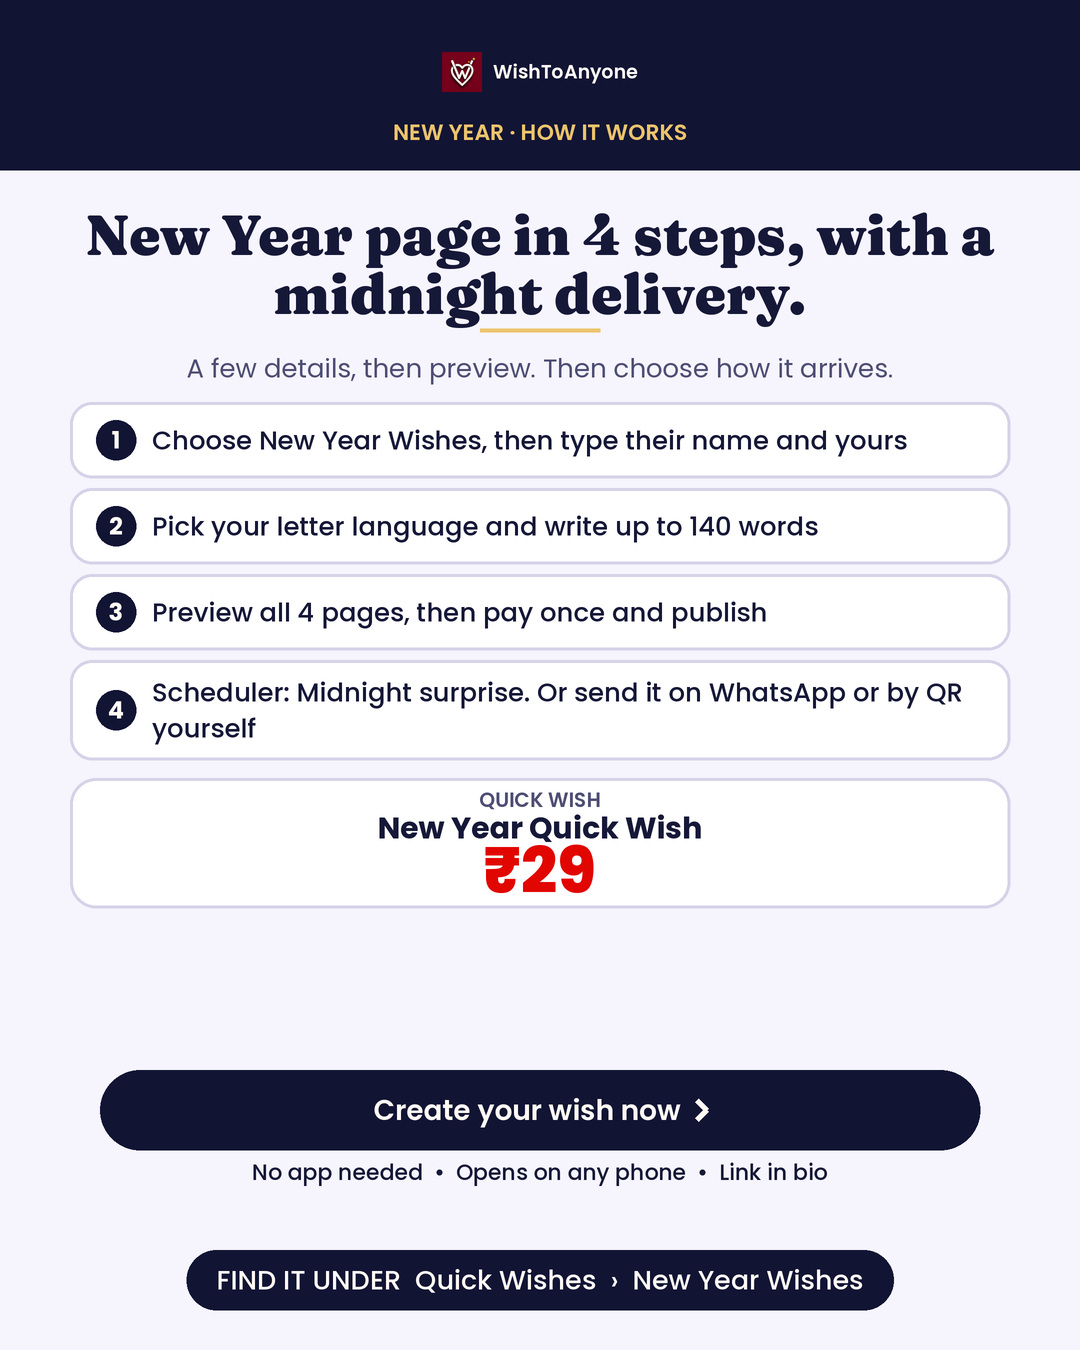 WishToAnyone
NEW YEAR · HOW IT WORKS
New Year page in 4 steps, with a
midnight delivery.
A few details, then preview. Then choose how it arrives.
1 Choose New Year Wishes, then type their name and yours
2 Pick your letter language and write up to 140 words
3 Preview all 4 pages, then pay once and publish
4 Scheduler: Midnight surprise. Or send it on WhatsApp or by QR
yourself
QUICK WISH
New Year Quick Wish
₹29
Create your wish now ›
No app needed • Opens on any phone • Link in bio
FIND IT UNDER Quick Wishes › New Year Wishes